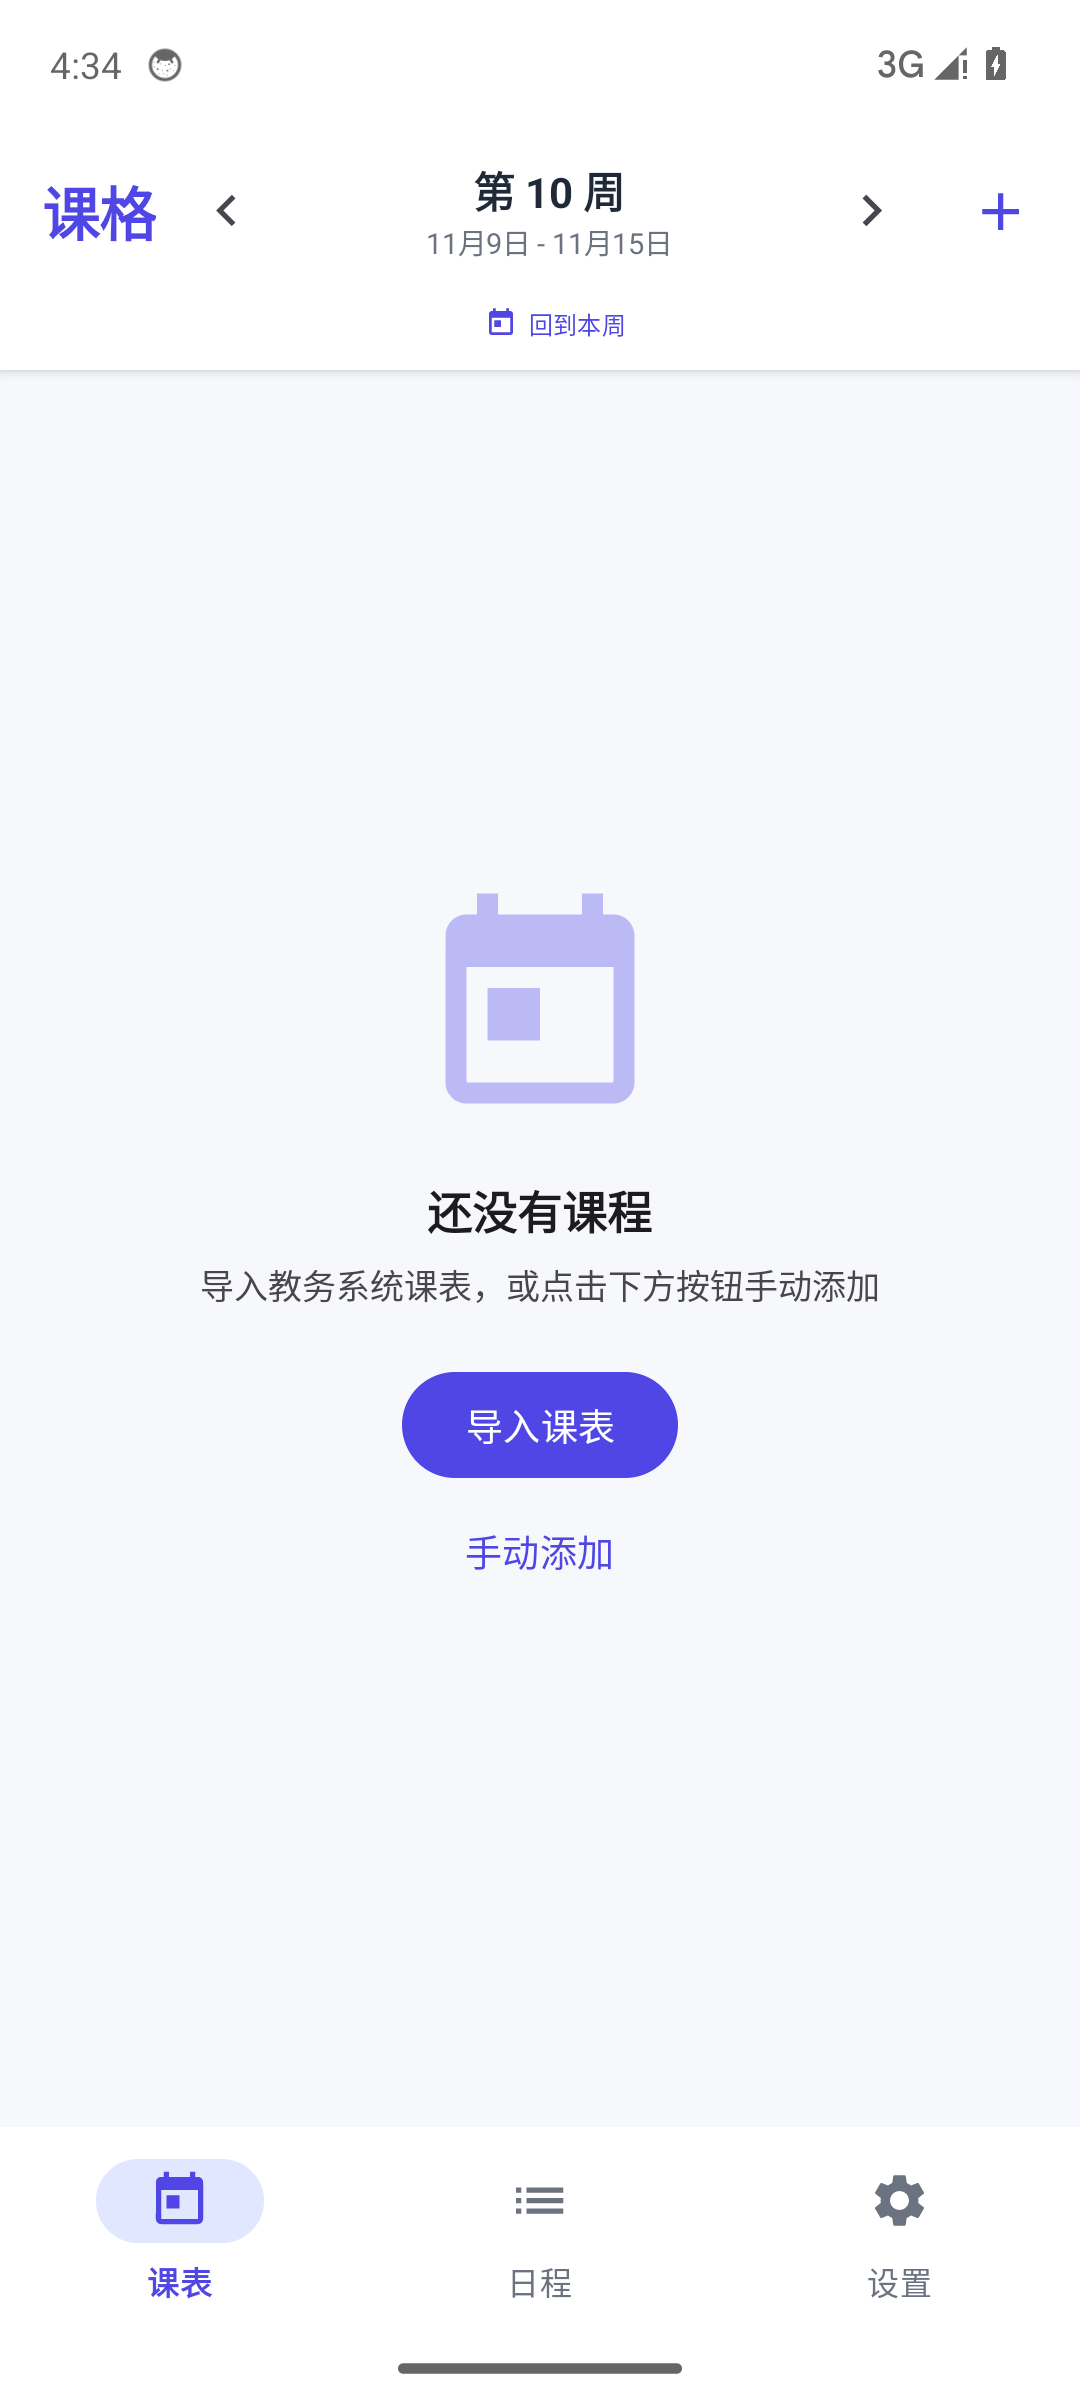 4:34
3G
课格
第 10 周
11月9日 - 11月15日
回到本周
还没有课程
导入教务系统课表，或点击下方按钮手动添加
导入课表
手动添加
课表
日程
设置